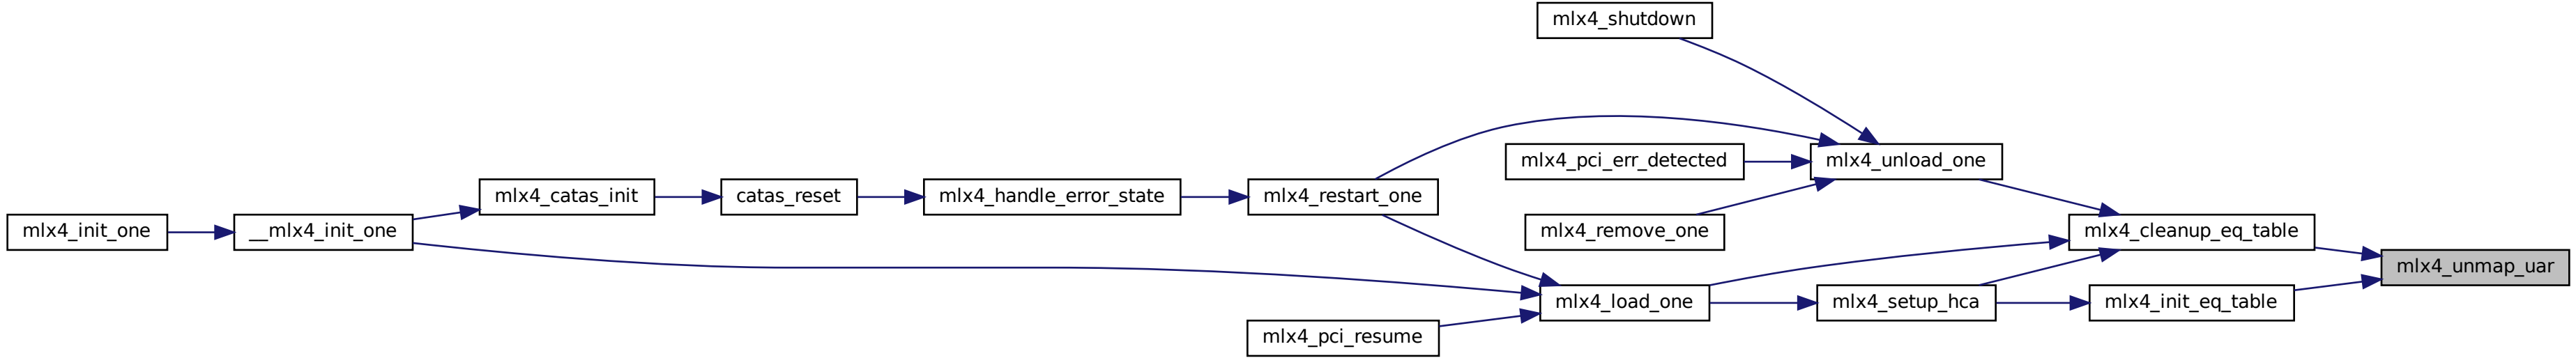 mlx4_shutdown
mlx4_pci_err_detected
mlx4_unload_one
mlx4_catas_init
catas_reset
mlx4_handle_error_state
mlx4_restart_one
mlx4_init_one
__mlx4_init_one
mlx4_remove_one
mlx4_cleanup_eq_table
mlx4_unmap_uar
mlx4_load_one
mlx4_setup_hca
mlx4_init_eq_table
mlx4_pci_resume